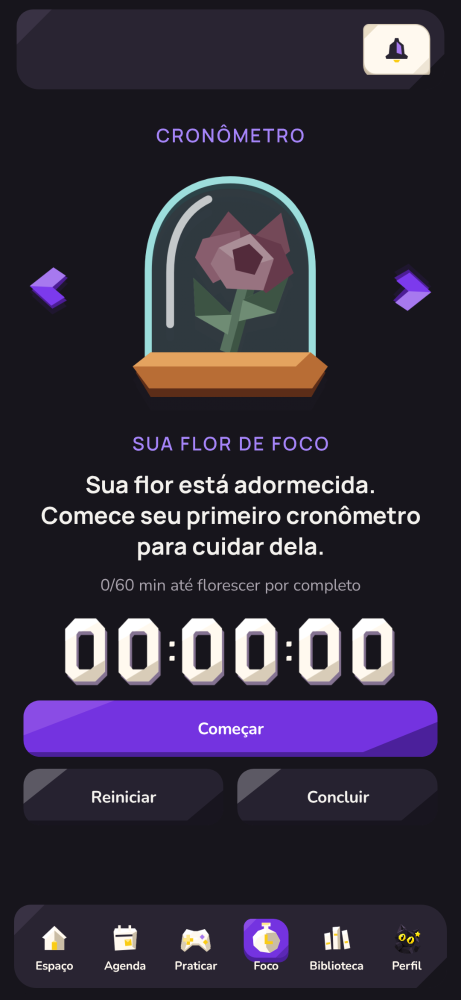 CRONÔMETRO
SUA FLOR DE FOCO
Sua flor está adormecida.
Comece seu primeiro cronômetro
para cuidar dela.
0/60 min até florescer por completo
00:00:00
Começar
Reiniciar
Concluir
Espaço
Agenda
Praticar
Foco
Biblioteca
Perfil